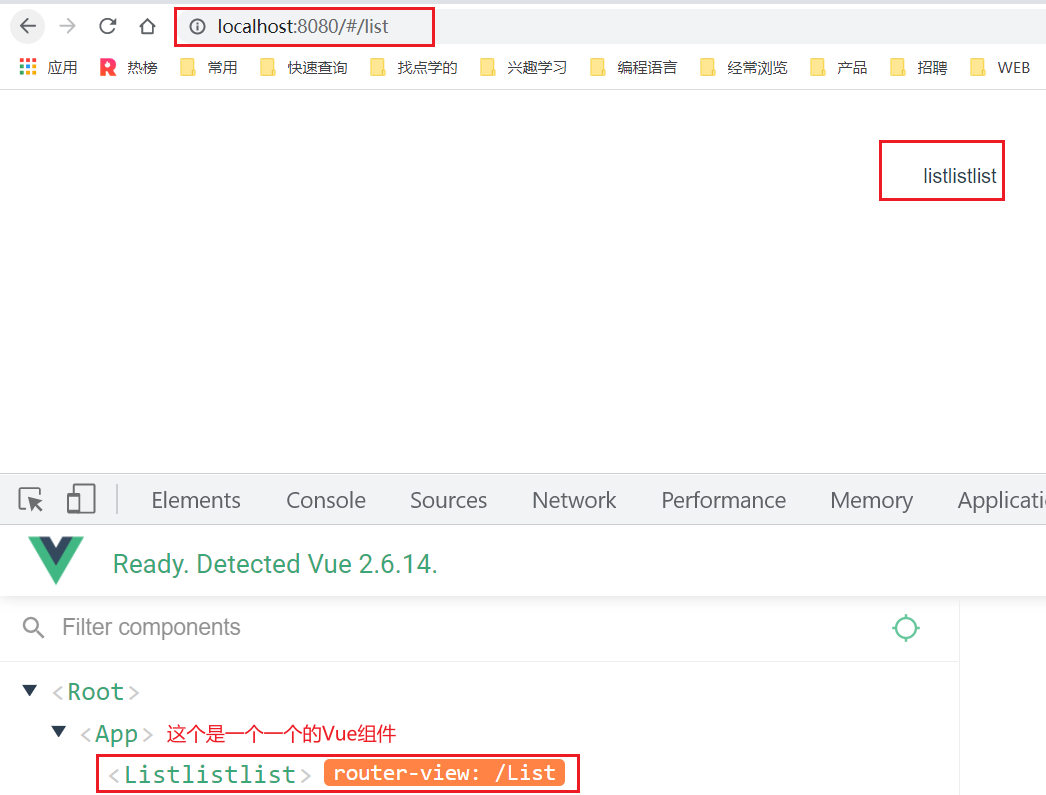 localhost:8080/#/list
应用 热榜 常用 快速查询 找点学的 兴趣学习 编程语言 经常浏览 产品 招聘 WEB
listlistlist
Elements Console Sources Network Performance Memory Applicati
Ready. Detected Vue 2.6.14.
Filter components
<Root>
<App> 这个是一个一个的Vue组件
<Listlistlist> router-view: /List